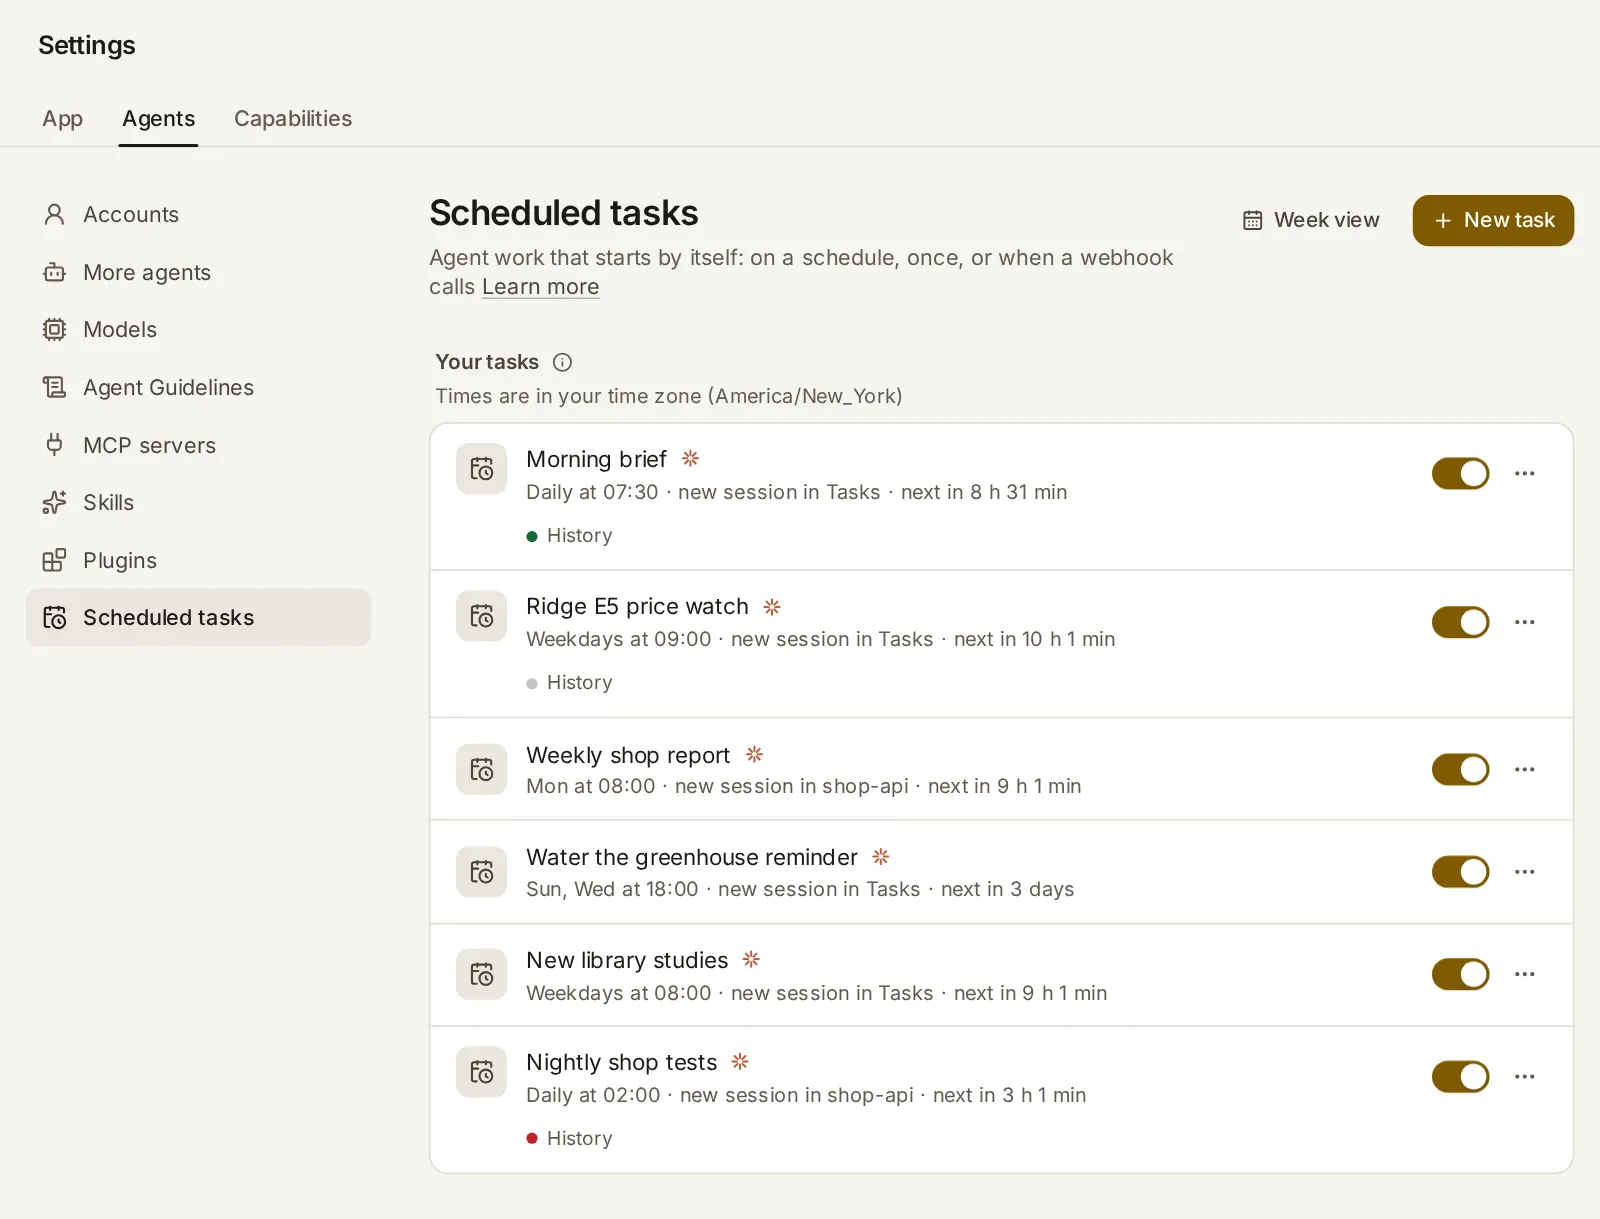 Settings
App
Agents
Capabilities
Accounts
More agents
Models
Agent Guidelines
MCP servers
Skills
Plugins
Scheduled tasks
Scheduled tasks
Agent work that starts by itself: on a schedule, once, or when a webhook
calls Learn more
Week view
New task
Your tasks
Times are in your time zone (America/New_York)
Morning brief
Daily at 07:30 · new session in Tasks · next in 8 h 31 min
History
Ridge E5 price watch
Weekdays at 09:00 · new session in Tasks · next in 10 h 1 min
History
Weekly shop report
Mon at 08:00 · new session in shop-api · next in 9 h 1 min
Water the greenhouse reminder
Sun, Wed at 18:00 · new session in Tasks · next in 3 days
New library studies
Weekdays at 08:00 · new session in Tasks · next in 9 h 1 min
Nightly shop tests
Daily at 02:00 · new session in shop-api · next in 3 h 1 min
History